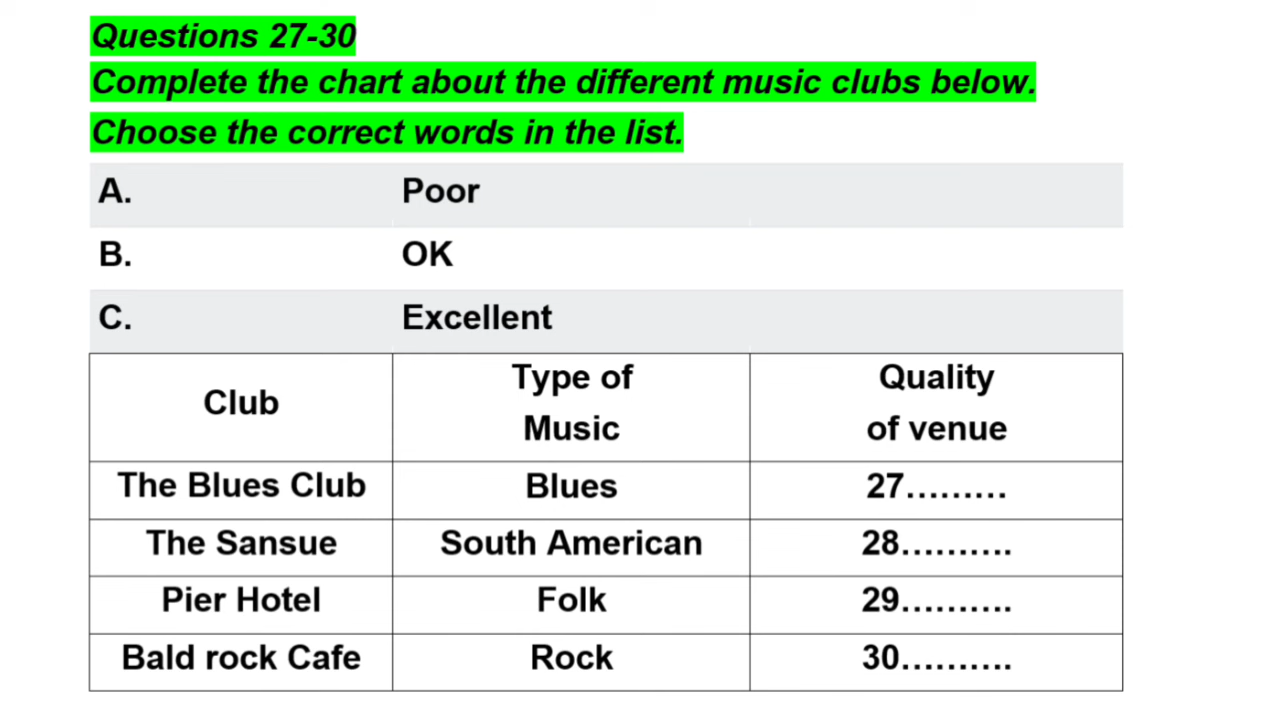 Questions 27-30
Complete the chart about the different music clubs below.
Choose the correct words in the list.
A. Poor
B. OK
C. Excellent
Club Type of Music Quality of venue
The Blues Club Blues 27.........
The Sansue South American 28..........
Pier Hotel Folk 29..........
Bald rock Cafe Rock 30..........